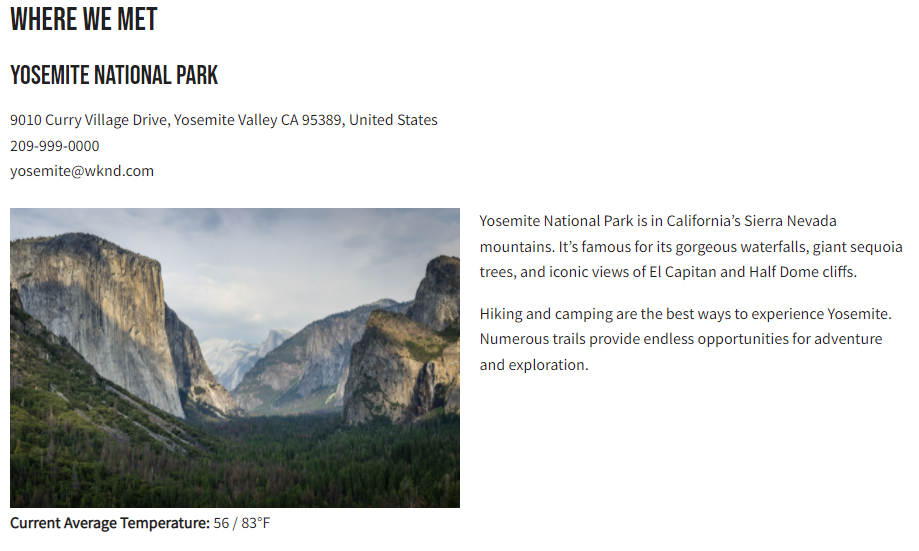 WHERE WE MET
YOSEMITE NATIONAL PARK
9010 Curry Village Drive, Yosemite Valley CA 95389, United States
209-999-0000
yosemite@wknd.com
Yosemite National Park is in California’s Sierra Nevada
mountains. It’s famous for its gorgeous waterfalls, giant sequoia
trees, and iconic views of El Capitan and Half Dome cliffs.
Hiking and camping are the best ways to experience Yosemite.
Numerous trails provide endless opportunities for adventure
and exploration.
Current Average Temperature: 56 / 83°F